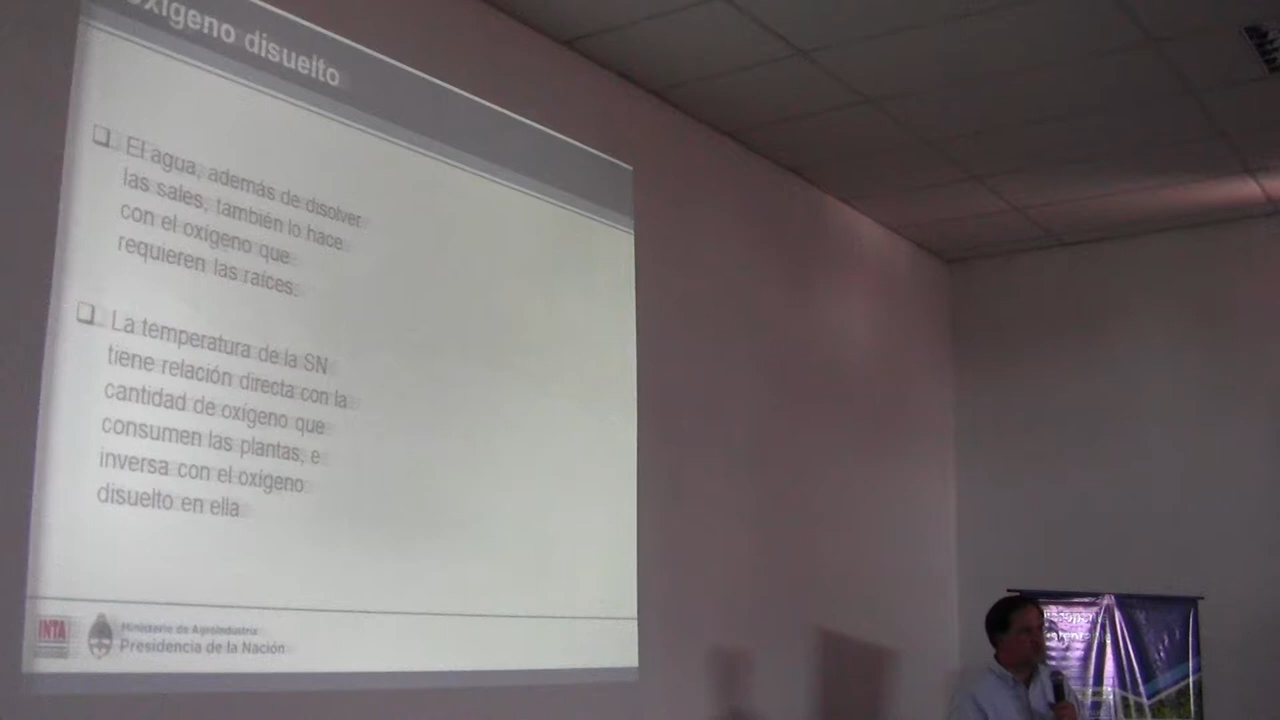 oxígeno disuelto
El agua, además de disolver
las sales, también lo hace
con el oxígeno que
requieren las raíces.
La temperatura de la SN
tiene relación directa con la
cantidad de oxígeno que
consumen las plantas, e
inversa con el oxígeno
disuelto en ella
INTA
Ministerio de Agroindustria
Presidencia de la Nación